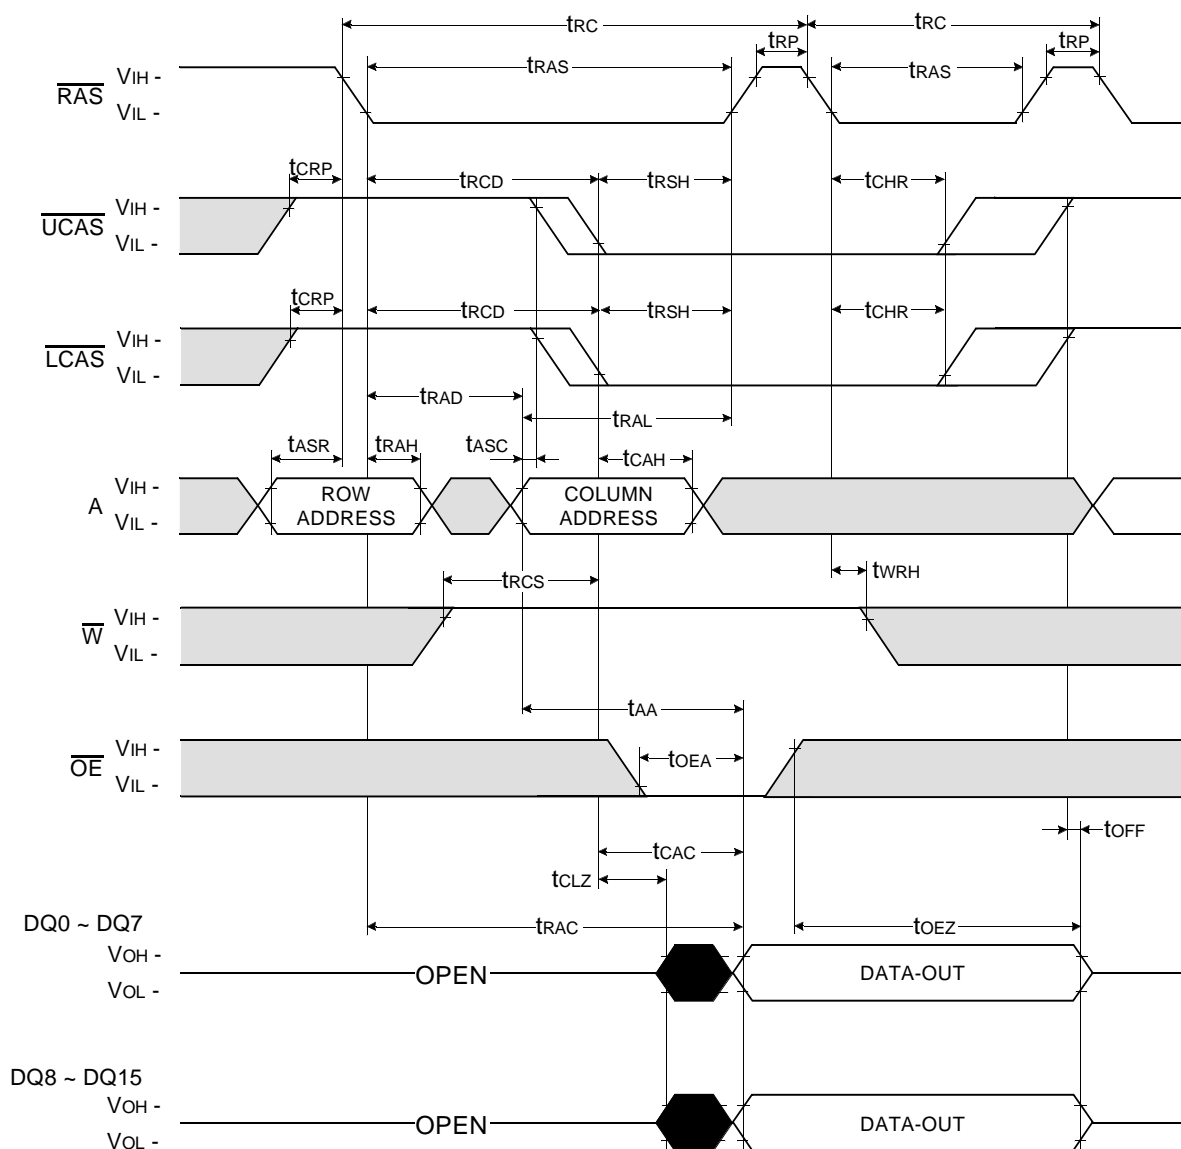 tRC tRC
tRP tRP
tRAS tRAS
RAS
VIH -
VIL -
tCRP tRCD tRSH tCHR
UCAS
VIH -
VIL -
tCRP tRCD tRSH tCHR
LCAS
VIH -
VIL -
tRAD
tRAL
tASR tRAH tASC tCAH
A
VIH -
VIL -
ROW
ADDRESS
COLUMN
ADDRESS
tRCS tWRH
W
VIH -
VIL -
tAA
OE
VIH -
VIL -
tOEA
tOFF
tCAC
tCLZ
DQ0 ~ DQ7
tRAC tOEZ
VOH -
VOL -
OPEN DATA-OUT
DQ8 ~ DQ15
VOH -
VOL -
OPEN DATA-OUT